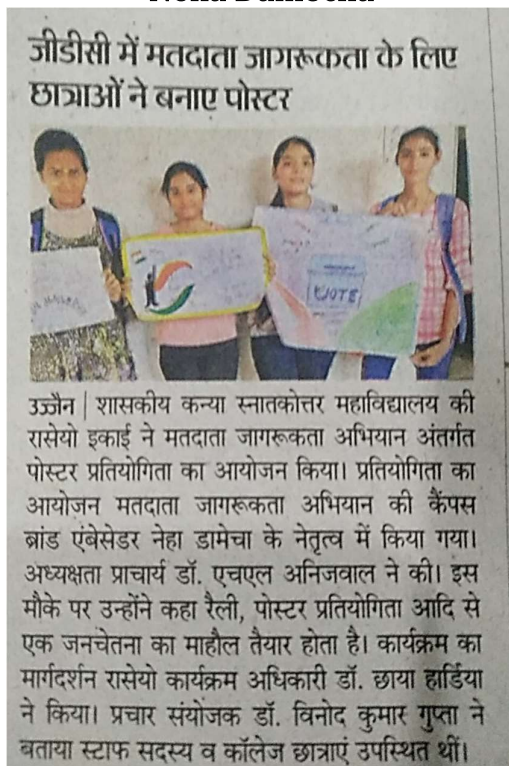 जीडीसी में मतदाता जागरूकता के लिए
छात्राओं ने बनाए पोस्टर
VOTE
उज्जैन | शासकीय कन्या स्नातकोत्तर महाविद्यालय की
रासेयो इकाई ने मतदाता जागरूकता अभियान अंतर्गत
पोस्टर प्रतियोगिता का आयोजन किया। प्रतियोगिता का
आयोजन मतदाता जागरूकता अभियान की कैंपस
ब्रांड एंबेसेडर नेहा डामेचा के नेतृत्व में किया गया।
अध्यक्षता प्राचार्य डॉ. एचएल अनिजवाल ने की। इस
मौके पर उन्होंने कहा रैली, पोस्टर प्रतियोगिता आदि से
एक जनचेतना का माहौल तैयार होता है। कार्यक्रम का
मार्गदर्शन रासेयो कार्यक्रम अधिकारी डॉ. छाया हार्डिया
ने किया। प्रचार संयोजक डॉ. विनोद कुमार गुप्ता ने
बताया स्टाफ सदस्य व कॉलेज छात्राएं उपस्थित थीं।